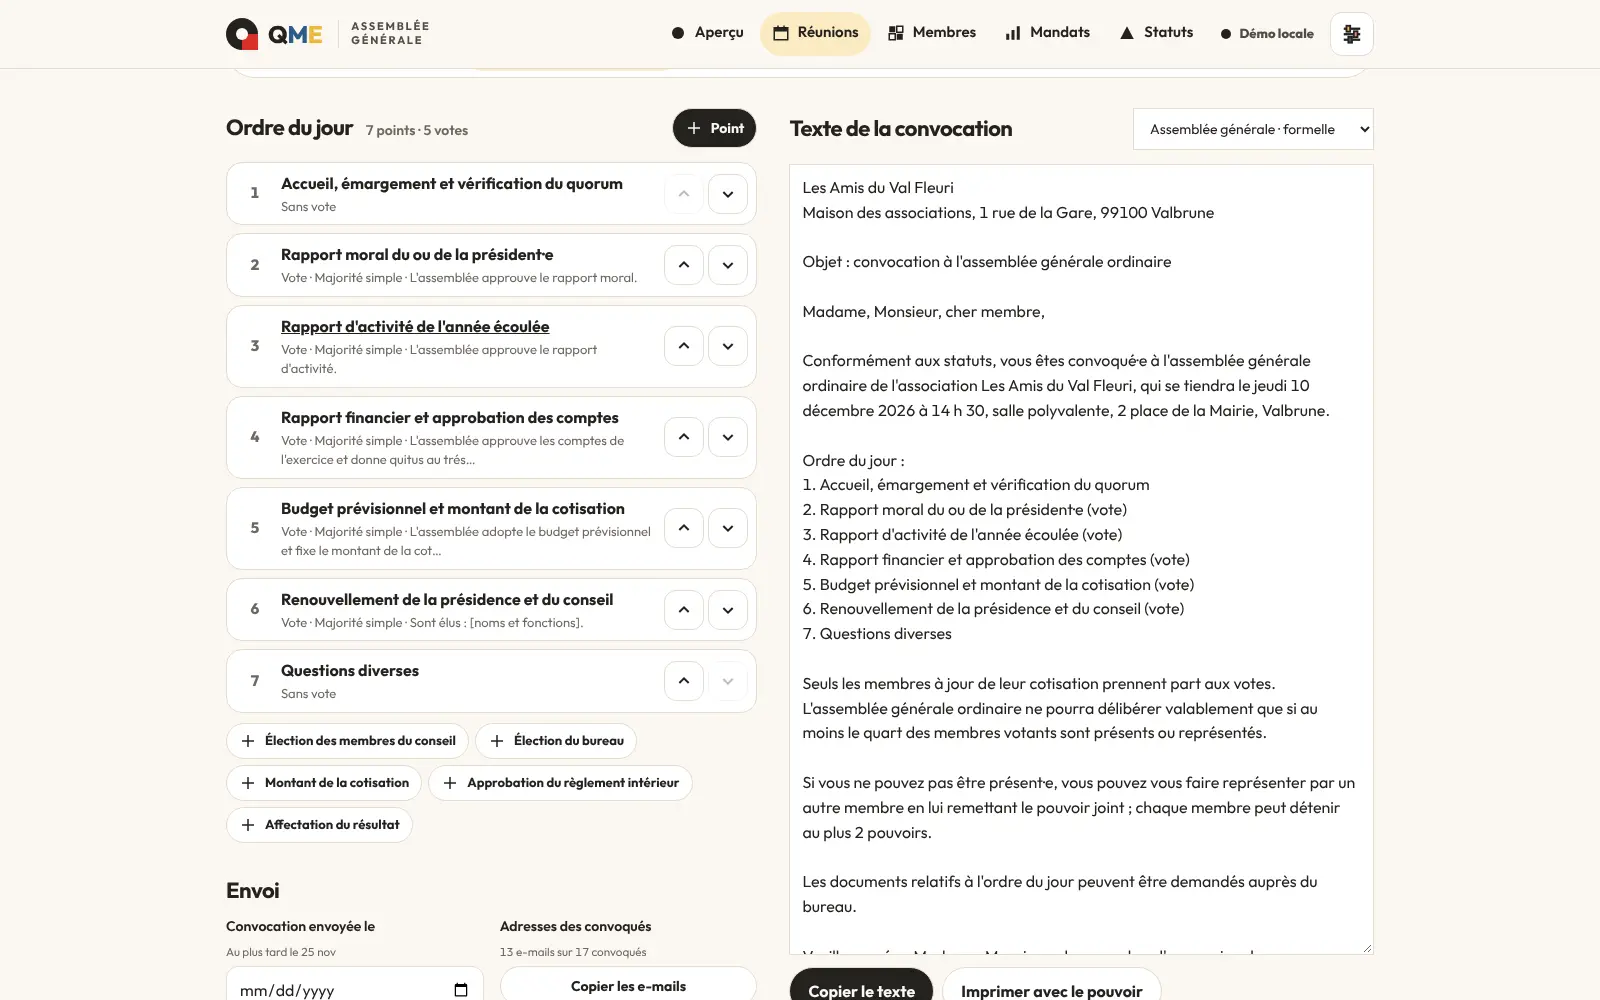 QME
ASSEMBLÉE
GÉNÉRALE
Aperçu
Réunions
Membres
Mandats
Statuts
Démo locale
Ordre du jour
7 points · 5 votes
Point
1
Accueil, émargement et vérification du quorum
Sans vote
2
Rapport moral du ou de la président·e
Vote · Majorité simple · L'assemblée approuve le rapport moral.
3
Rapport d'activité de l'année écoulée
Vote · Majorité simple · L'assemblée approuve le rapport
d'activité.
4
Rapport financier et approbation des comptes
Vote · Majorité simple · L'assemblée approuve les comptes de
l'exercice et donne quitus au trés…
5
Budget prévisionnel et montant de la cotisation
Vote · Majorité simple · L'assemblée adopte le budget prévisionnel
et fixe le montant de la cot…
6
Renouvellement de la présidence et du conseil
Vote · Majorité simple · Sont élus : [noms et fonctions].
7
Questions diverses
Sans vote
Élection des membres du conseil
Élection du bureau
Montant de la cotisation
Approbation du règlement intérieur
Affectation du résultat
Envoi
Convocation envoyée le
Au plus tard le 25 nov
mm/dd/yyyy
Adresses des convoqués
13 e-mails sur 17 convoqués
Copier les e-mails
Texte de la convocation
Assemblée générale · formelle
Les Amis du Val Fleuri
Maison des associations, 1 rue de la Gare, 99100 Valbrune
Objet : convocation à l'assemblée générale ordinaire
Madame, Monsieur, cher membre,
Conformément aux statuts, vous êtes convoqué·e à l'assemblée générale
ordinaire de l'association Les Amis du Val Fleuri, qui se tiendra le jeudi 10
décembre 2026 à 14 h 30, salle polyvalente, 2 place de la Mairie, Valbrune.
Ordre du jour :
1. Accueil, émargement et vérification du quorum
2. Rapport moral du ou de la président·e (vote)
3. Rapport d'activité de l'année écoulée (vote)
4. Rapport financier et approbation des comptes (vote)
5. Budget prévisionnel et montant de la cotisation (vote)
6. Renouvellement de la présidence et du conseil (vote)
7. Questions diverses
Seuls les membres à jour de leur cotisation prennent part aux votes.
L'assemblée générale ordinaire ne pourra délibérer valablement que si au
moins le quart des membres votants sont présents ou représentés.
Si vous ne pouvez pas être présent·e, vous pouvez vous faire représenter par un
autre membre en lui remettant le pouvoir joint ; chaque membre peut détenir
au plus 2 pouvoirs.
Les documents relatifs à l'ordre du jour peuvent être demandés auprès du
bureau.
Copier le texte
Imprimer avec le pouvoir